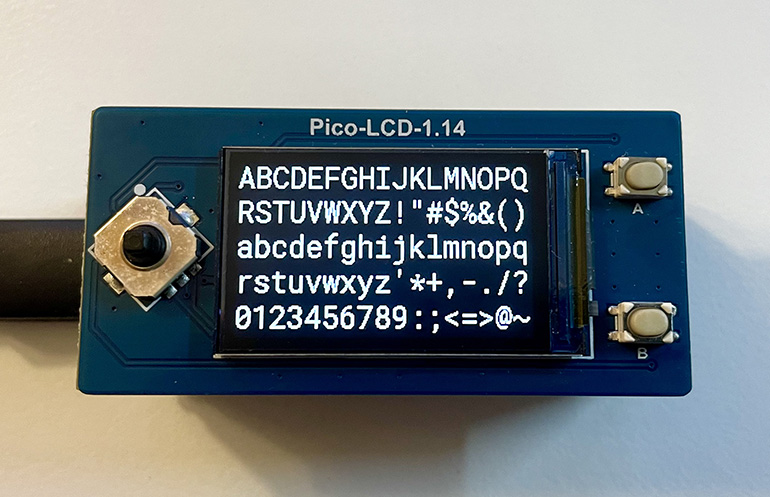 Pico-LCD-1.14
ABCDEFGHIJKLMNOPQ
RSTUVWXYZ!"#$%&()
abcdefghijklmnopq
rstuvwxyz'*+,-./?
0123456789:;<=>@~
A
B